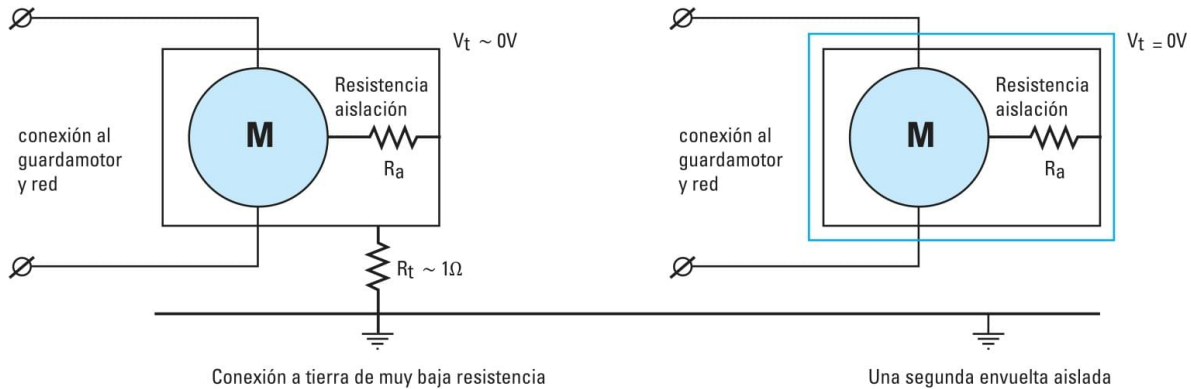 Vt ~ 0V
Resistencia
aislación
M
Ra
conexión al
guardamotor
y red
Rt ~ 1Ω
Conexión a tierra de muy baja resistencia
Vt = 0V
Resistencia
aislación
M
Ra
conexión al
guardamotor
y red
Una segunda envuelta aislada